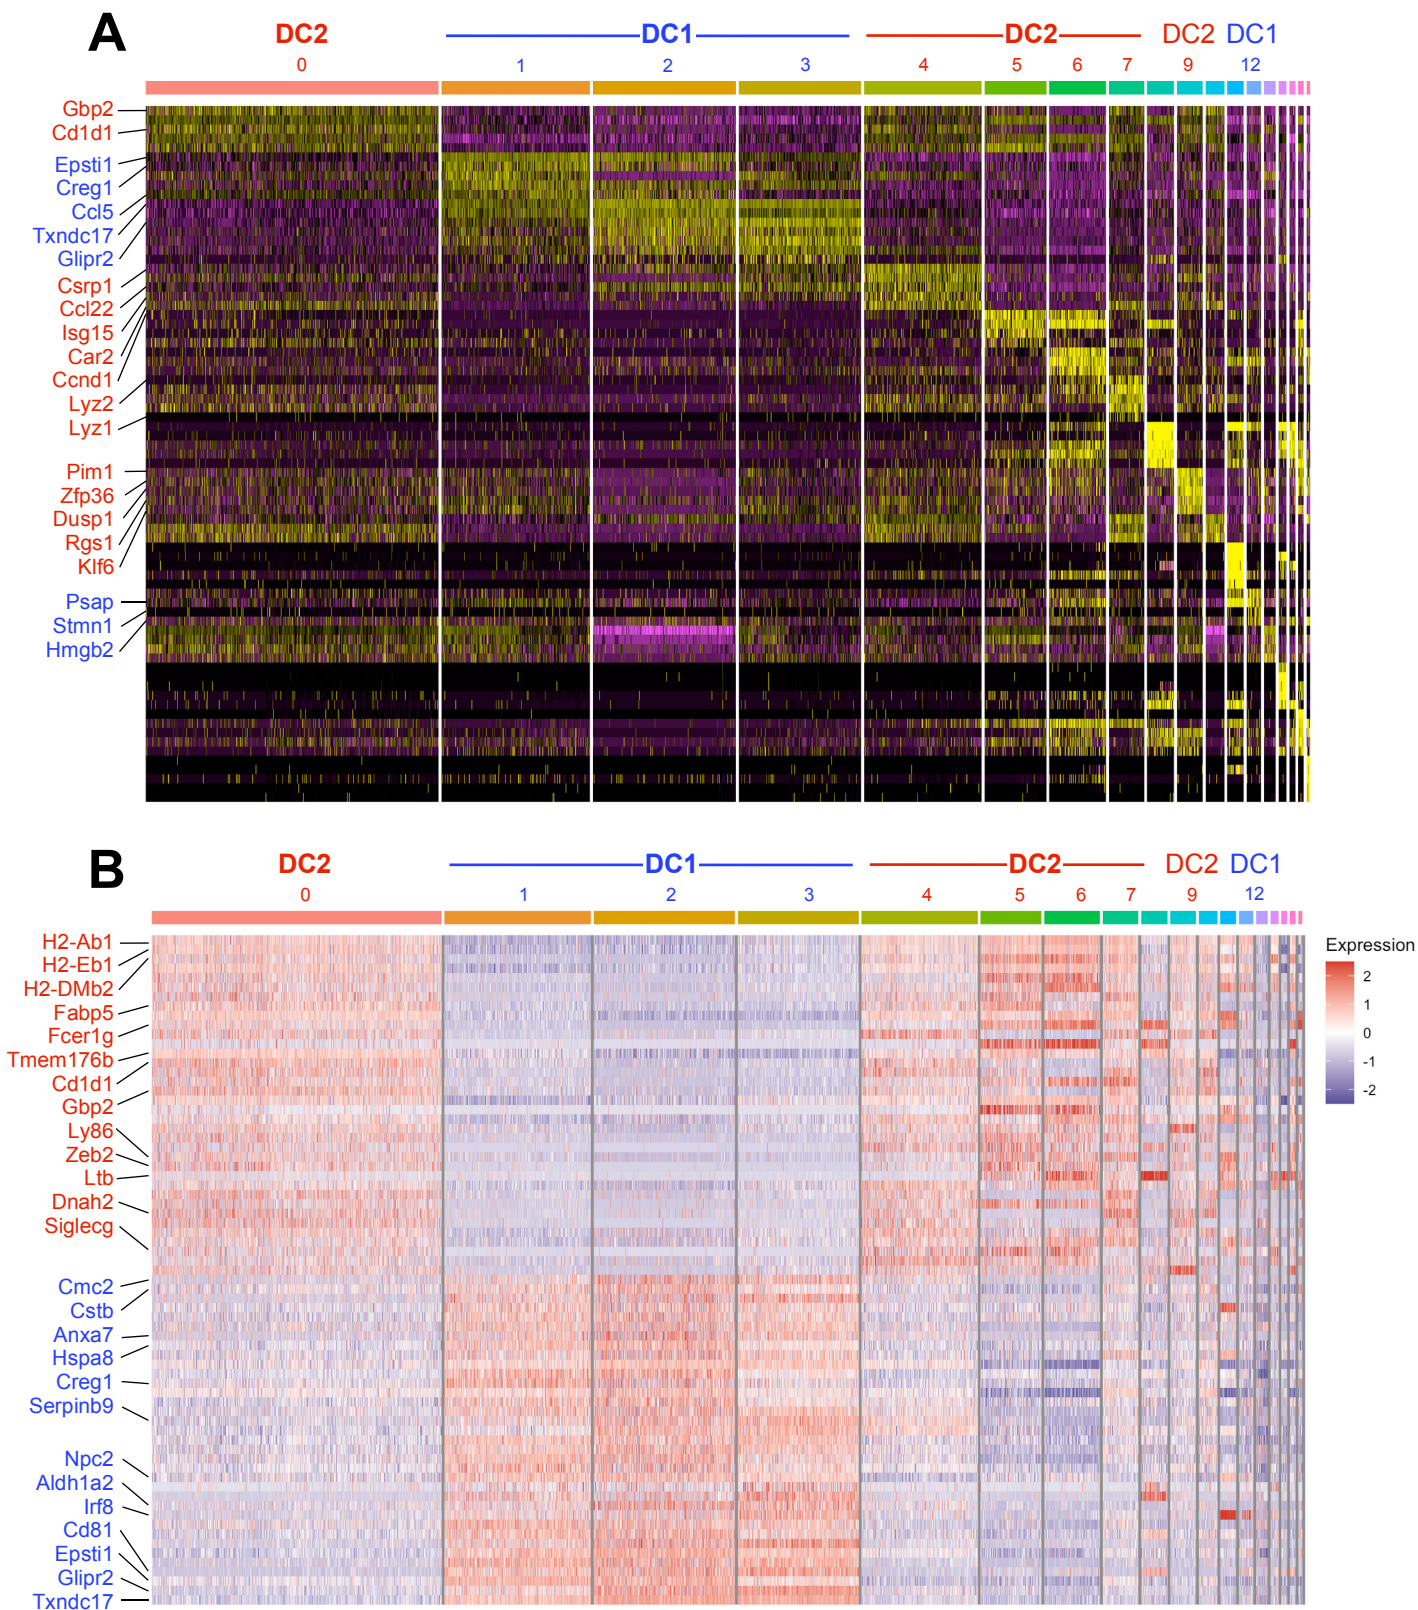 A
DC2 DC1 DC2 DC2 DC1
0 1 2 3 4 5 6 7 9 12
Gbp2
Cd1d1
Epsti1
Creg1
Ccl5
Txndc17
Glipr2
Csrp1
Ccl22
Isg15
Car2
Ccnd1
Lyz2
Lyz1
Pim1
Zfp36
Dusp1
Rgs1
Klf6
Psap
Stmn1
Hmgb2
B
DC2 DC1 DC2 DC2 DC1
0 1 2 3 4 5 6 7 9 12
H2-Ab1
H2-Eb1
H2-DMb2
Fabp5
Fcer1g
Tmem176b
Cd1d1
Gbp2
Ly86
Zeb2
Ltb
Dnah2
Siglecg
Cmc2
Cstb
Anxa7
Hspa8
Creg1
Serpinb9
Npc2
Aldh1a2
Irf8
Cd81
Epsti1
Glipr2
Txndc17
Expression
2
1
0
-1
-2